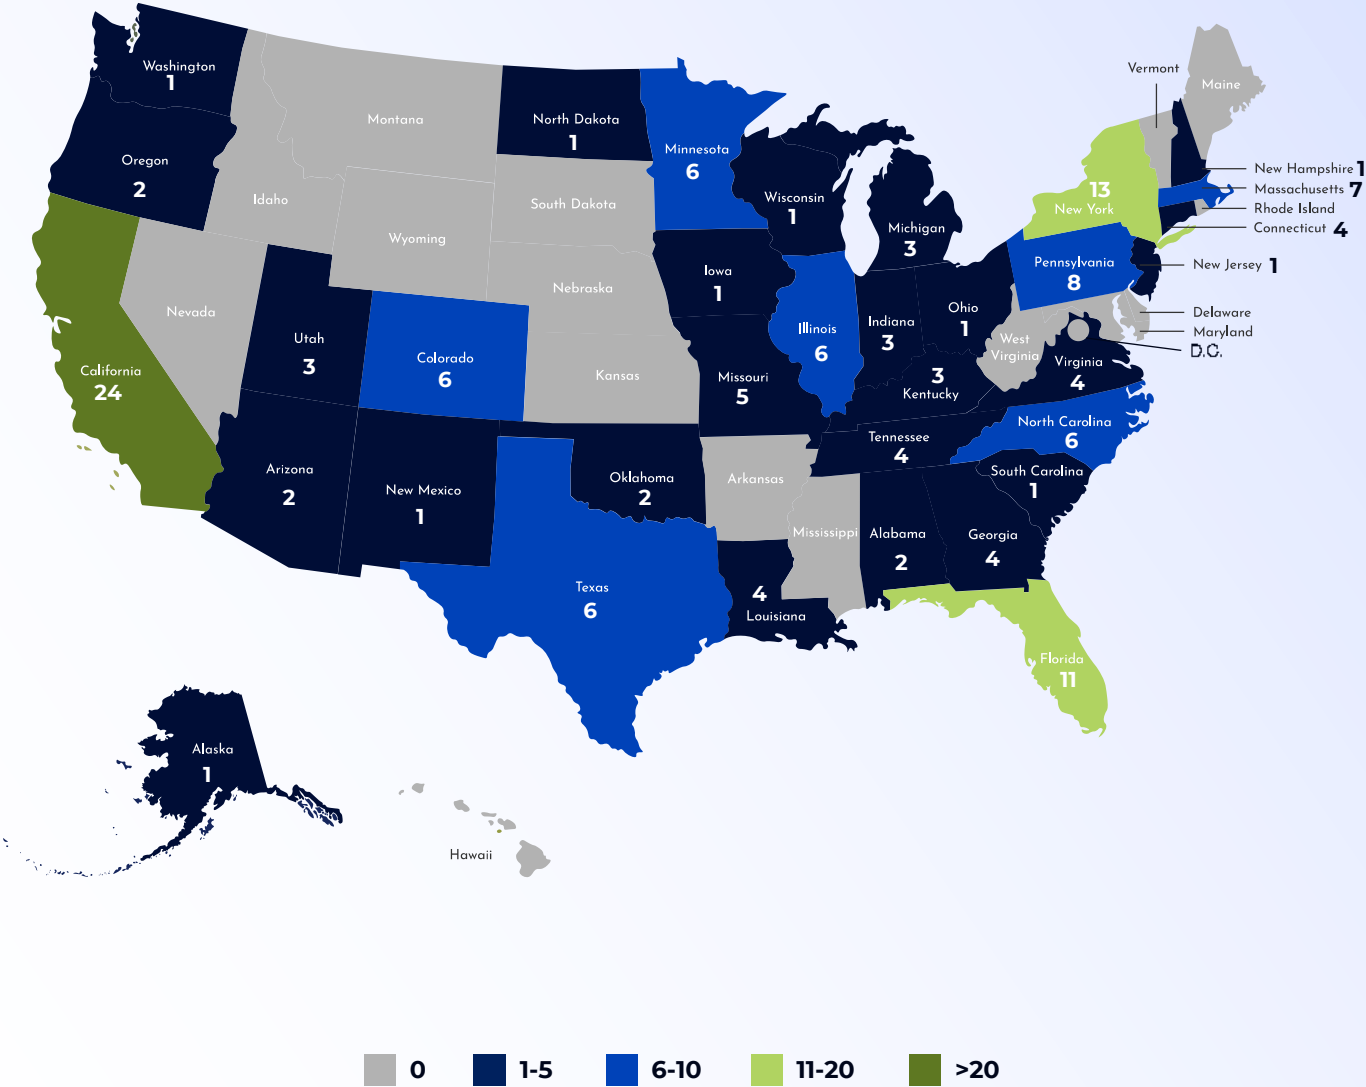 Vermont
Maine
Washington
1
Montana
North Dakota
1
Minnesota
6
Oregon
2
Idaho
South Dakota
Wyoming
Wisconsin
1
Michigan
3
13
New York
New Hampshire 1
Massachusetts 7
Rhode Island
Connecticut 4
New Jersey 1
Pennsylvania
8
Iowa
1
Nebraska
Nevada
Utah
3
Colorado
6
Illinois
6
Indiana
3
Ohio
1
Delaware
Maryland
D.C.
West
Virginia
Virginia
4
California
24
Kansas
Missouri
5
3
Kentucky
North Carolina
6
Tennessee
4
Arizona
2
New Mexico
1
Oklahoma
2
Arkansas
South Carolina
1
Mississippi
Alabama
2
Georgia
4
Texas
6
4
Louisiana
Florida
11
Alaska
1
Hawaii
0 1-5 6-10 11-20 >20